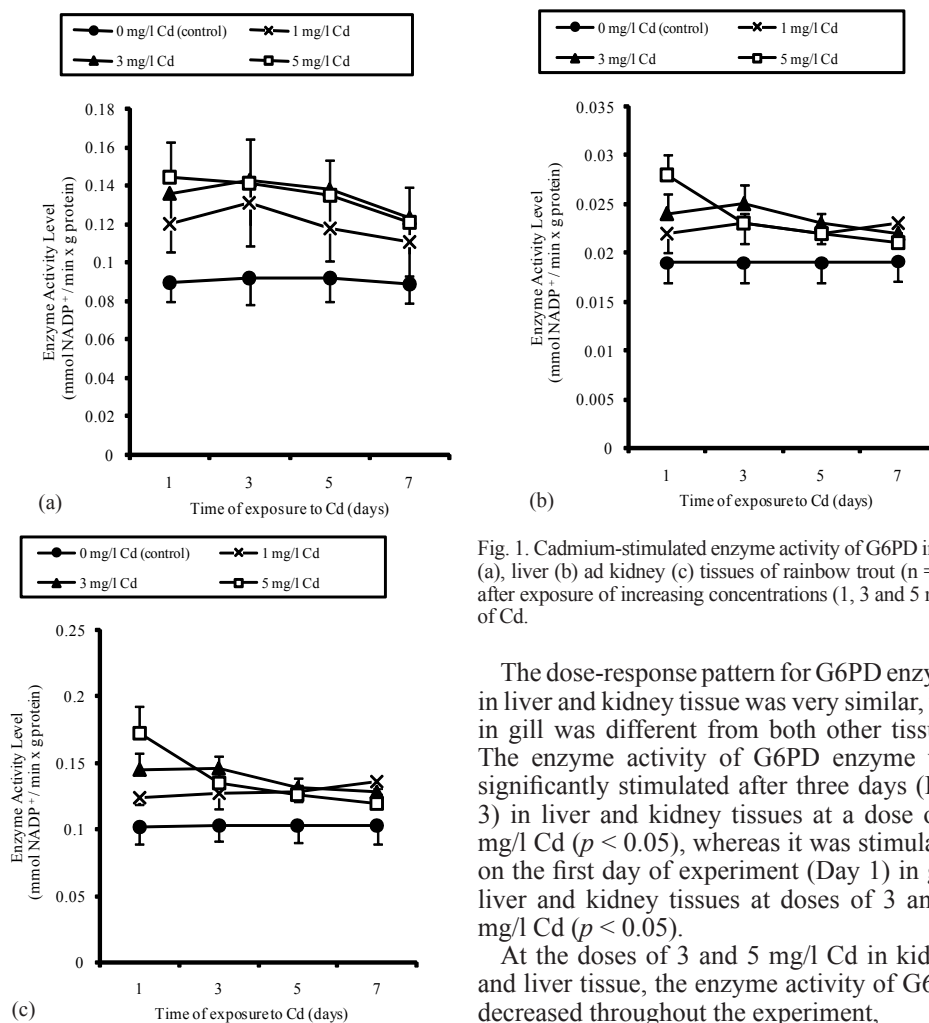 0 mg/l Cd (control) 1 mg/l Cd
3 mg/l Cd 5 mg/l Cd
0.18
0.16
0.14
0.12
0.1
0.08
0.06
0.04
0.02
0
Enzyme Activity Level
(mmol NADP⁺/ min x g protein)
1 3 5 7
(a)
Time of exposure to Cd (days)
0 mg/l Cd (control) 1 mg/l Cd
3 mg/l Cd 5 mg/l Cd
0.035
0.03
0.025
0.02
0.015
0.01
0.005
0
Enzyme Activity Level
(mmol NADP⁺/ min x g protein)
1 3 5 7
(b)
Time of exposure to Cd (days)
0 mg/l Cd (control) 1 mg/l Cd
3 mg/l Cd 5 mg/l Cd
0.25
0.2
0.15
0.1
0.05
0
Enzyme Activity Level
(mmol NADP⁺/ min x g protein)
1 3 5 7
(c)
Time of exposure to Cd (days)
Fig. 1. Cadmium-stimulated enzyme activity of G6PD in
(a), liver (b) ad kidney (c) tissues of rainbow trout (n =
after exposure of increasing concentrations (1, 3 and 5
of Cd.
The dose-response pattern for G6PD
in liver and kidney tissue was very similar,
in gill was different from both other
The enzyme activity of G6PD enzyme
significantly stimulated after three days
3) in liver and kidney tissues at a dose
mg/l Cd (p < 0.05), whereas it was
on the first day of experiment (Day 1) in
liver and kidney tissues at doses of 3
mg/l Cd (p < 0.05).
At the doses of 3 and 5 mg/l Cd in
and liver tissue, the enzyme activity of
decreased throughout the experiment,